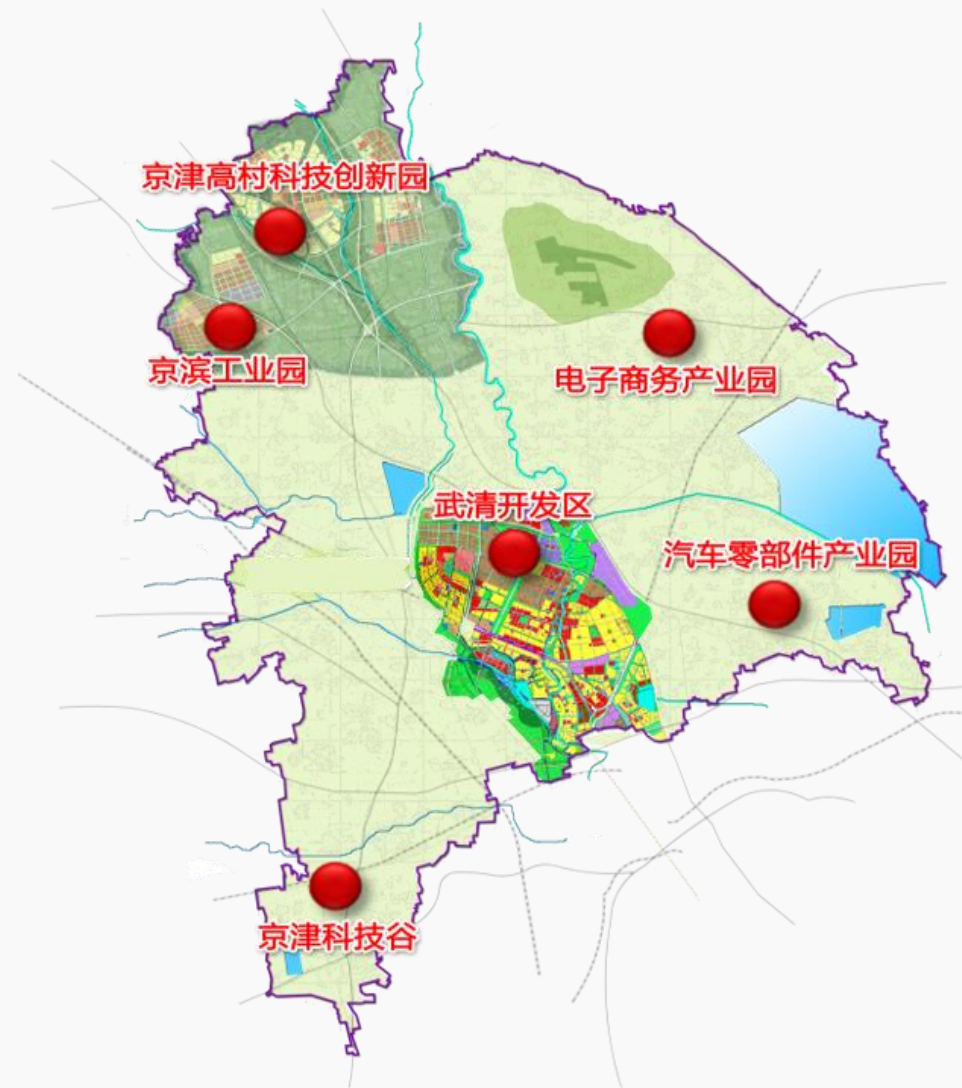 京津高村科技创新园
京滨工业园
电子商务产业园
武清开发区
汽车零部件产业园
京津科技谷